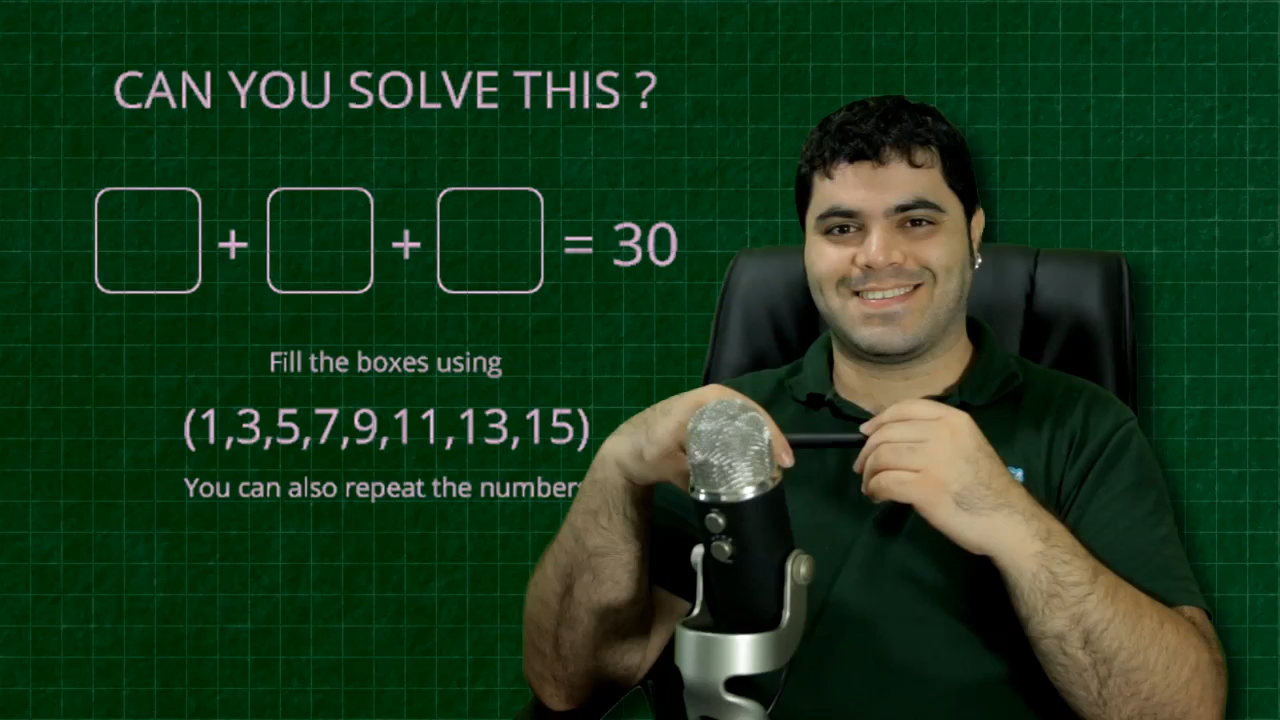 CAN YOU SOLVE THIS ?
+ + = 30
Fill the boxes using
(1,3,5,7,9,11,13,15)
You can also repeat the